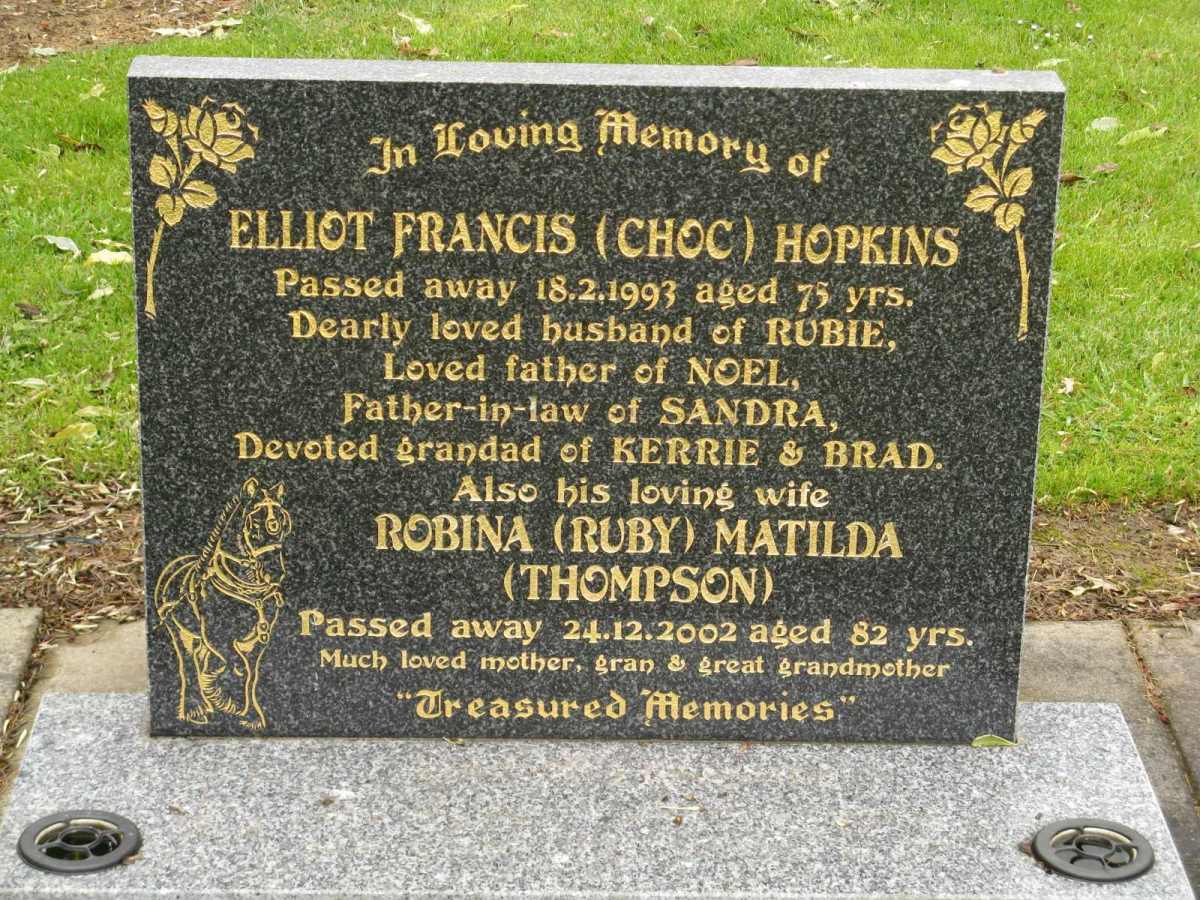 In Loving Memory of
ELLIOT FRANCIS (CHOC) HOPKINS
Passed away 18.2.1993 aged 75 yrs.
Dearly loved husband of RUBIE,
Loved father of NOEL,
Father-in-law of SANDRA,
Devoted grandad of KERRIE & BRAD.
Also his loving wife
ROBINA (RUBY) MATILDA
(THOMPSON)
Passed away 24.12.2002 aged 82 yrs.
Much loved mother, gran & great grandmother
"Treasured Memories"